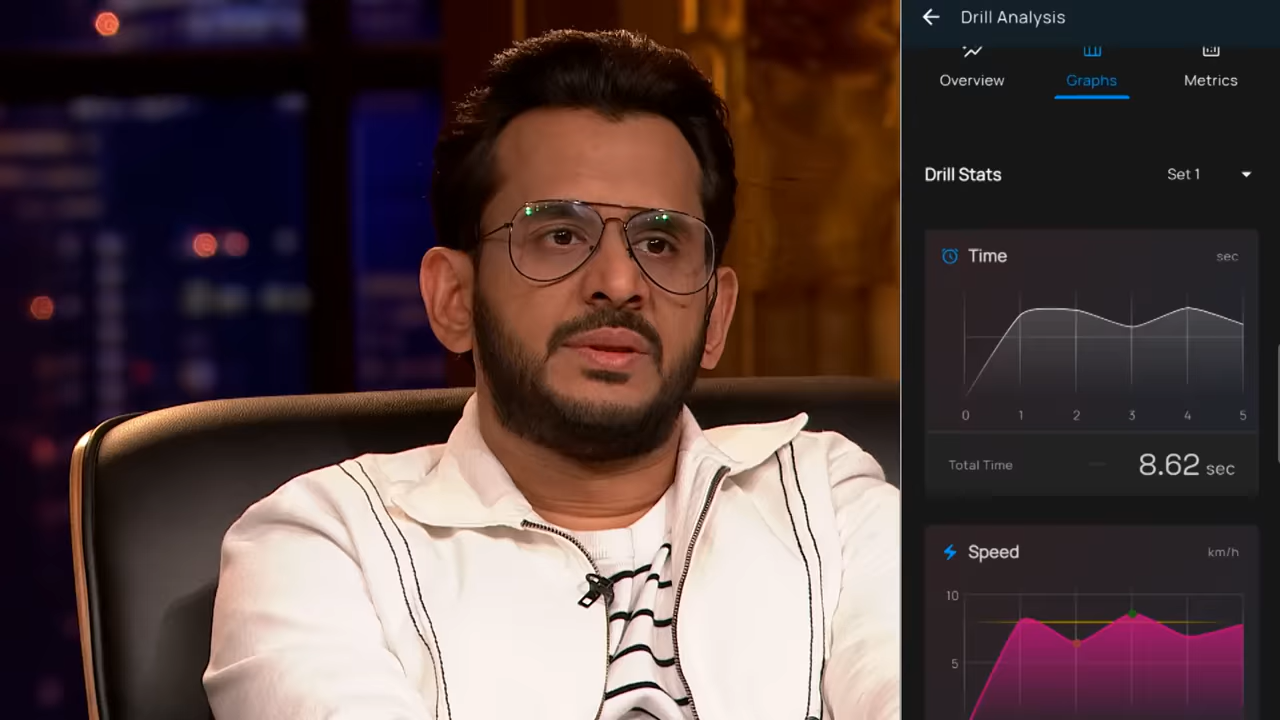 Drill Analysis
Overview Graphs Metrics
Drill Stats Set 1
Time sec
0 1 2 3 4 5
Total Time 8.62 sec
Speed km/h
10
5